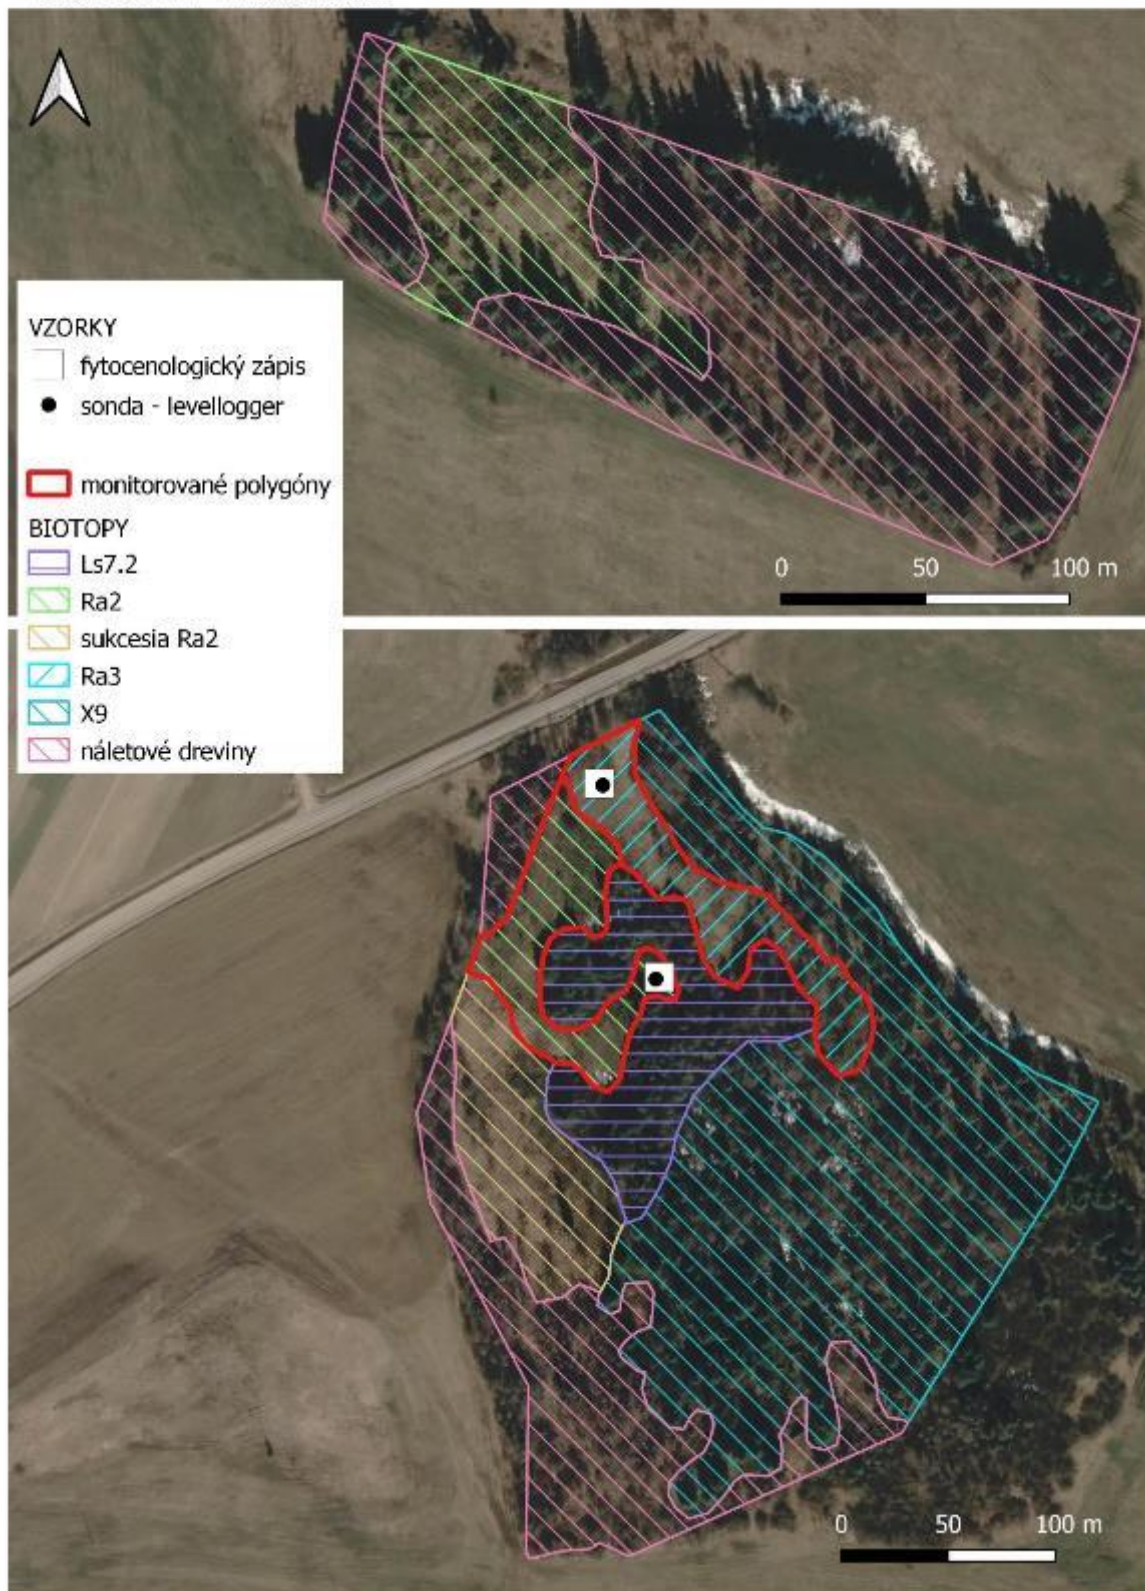 VZORKY
fytocenologický zápis
sonda - levellogger
monitorované polygóny
BIOTOPY
Ls7.2
Ra2
sukcesia Ra2
Ra3
X9
náletové dreviny
0 50 100 m
0 50 100 m